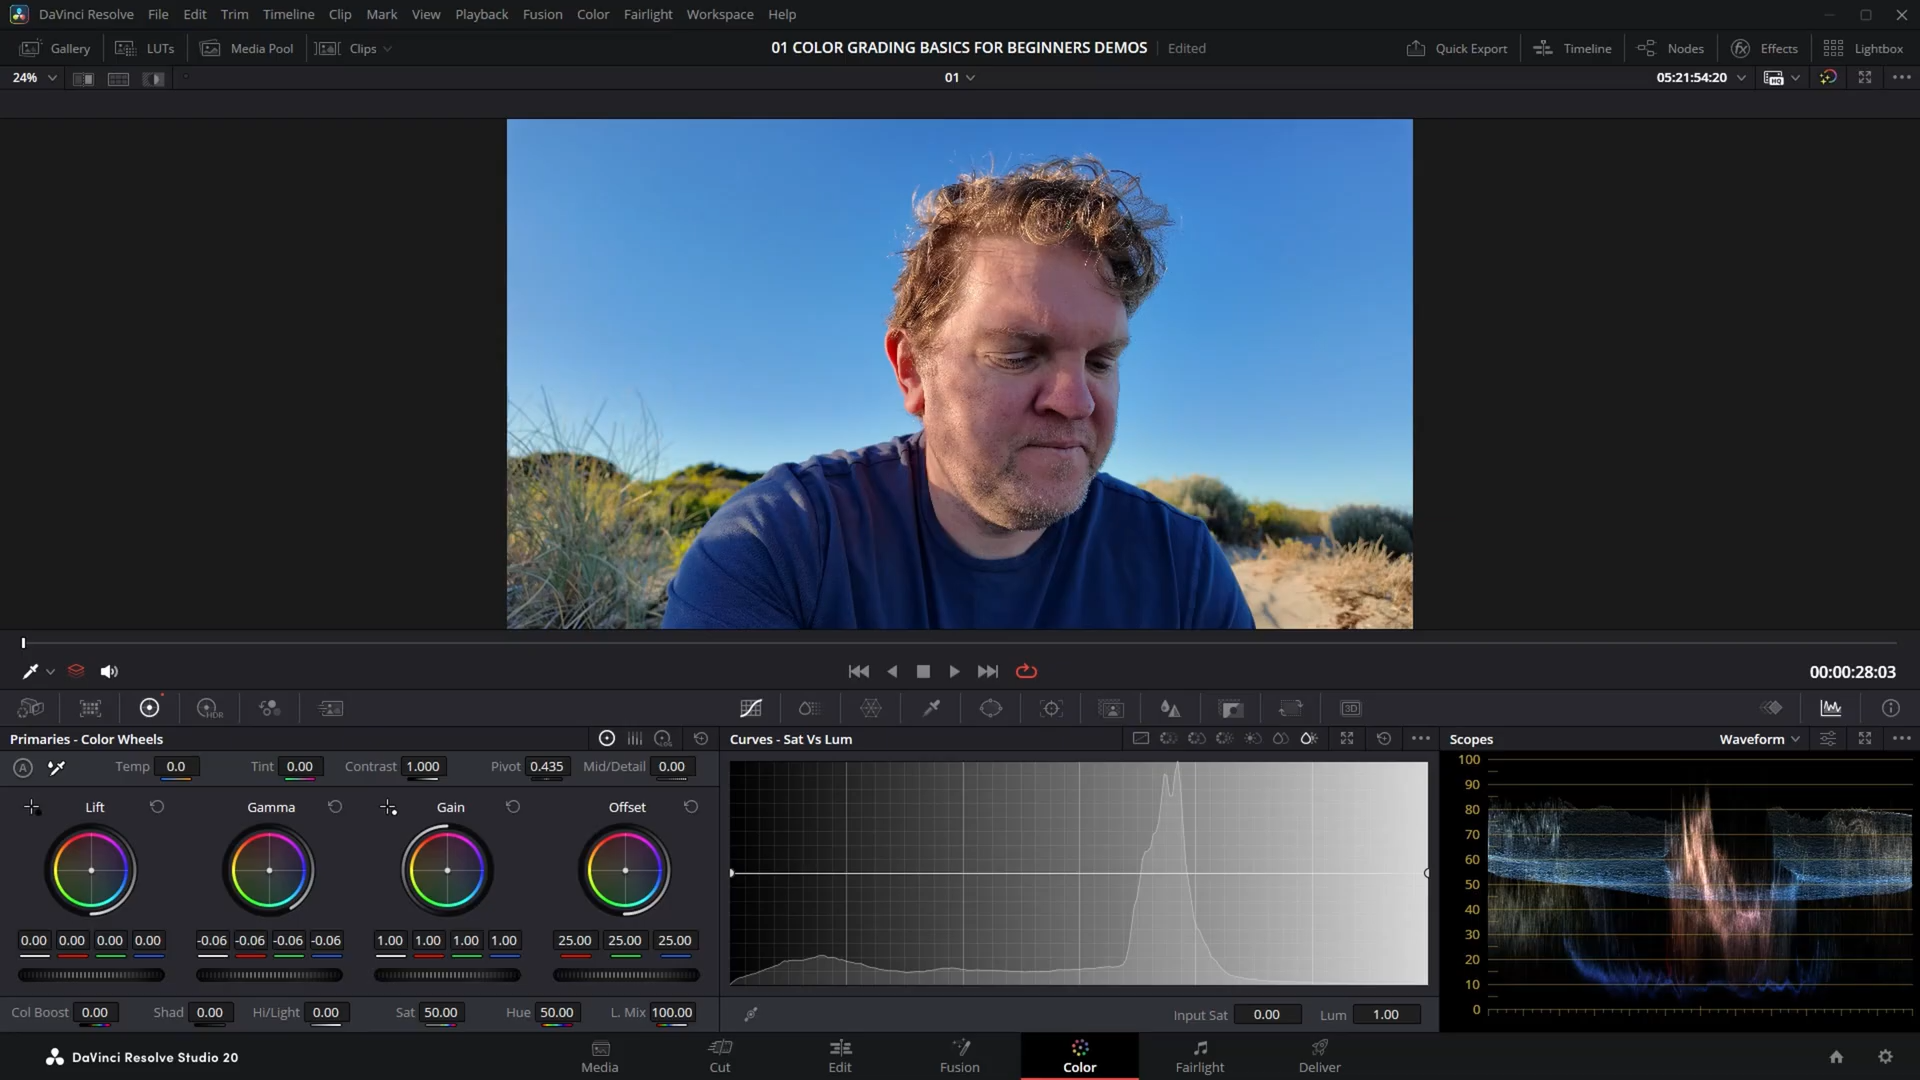 DaVinci Resolve File Edit Trim Timeline Clip Mark View Playback Fusion Color Fairlight Workspace Help
Gallery LUTs Media Pool Clips 01 COLOR GRADING BASICS FOR BEGINNERS DEMOS Edited Quick Export Timeline Nodes Effects Lightbox
24% 01 05:21:54:20
00:00:28:03
HDR 3D
Primaries - Color Wheels Curves - Sat Vs Lum Scopes Waveform
A Temp 0.0 Tint 0.00 Contrast 1.000 Pivot 0.435 Mid/Detail 0.00
Lift Gamma Gain Offset
100
90
80
70
60
50
40
30
20
10
0
0.00 0.00 0.00 0.00 -0.06 -0.06 -0.06 -0.06 1.00 1.00 1.00 1.00 25.00 25.00 25.00
Col Boost 0.00 Shad 0.00 Hi/Light 0.00 Sat 50.00 Hue 50.00 L. Mix 100.00 Input Sat 0.00 Lum 1.00
DaVinci Resolve Studio 20 Media Cut Edit Fusion Color Fairlight Deliver